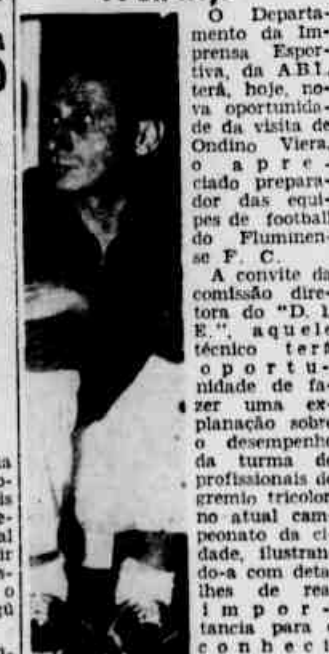 O Departa-
mento da Im-
prensa Espor-
tiva, da A.B.I.,
terá, hoje, no-
va oportunida-
de da visita de
Ondino Viera,
o apre-
ciado prepara-
dor das equi-
pes de football
do Fluminen-
se F. C.
A convite da
comissão dire-
tora do "D. I.
E.", aquele
técnico terá
oportu-
nidade de fa-
zer uma ex-
planação sobre
o desempenho
da turma de
profissionais do
gremio tricolor
no atual cam-
peonato da ci-
dade, ilustran
do-a com deta
lhes de rea
impor-
tancia para o
conheci